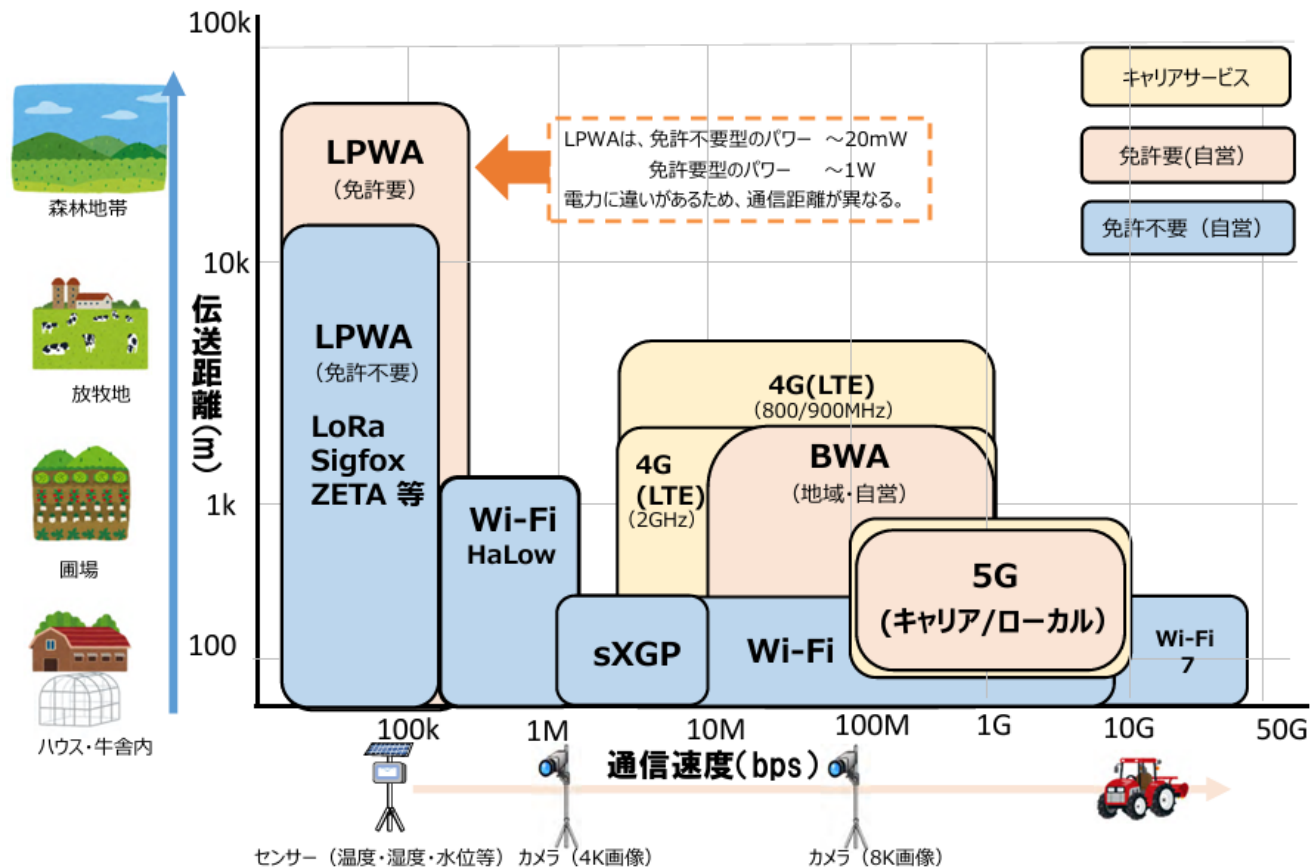 100k
キャリアサービス
免許要(自営)
免許不要（自営）
LPWAは、免許不要型のパワー ～20mW
免許要型のパワー ～1W
電力に違いがあるため、通信距離が異なる。
LPWA
（免許要）
森林地帯
10k
伝送距離(m)
放牧地
LPWA
（免許不要）
LoRa
Sigfox
ZETA 等
4G(LTE)
（800/900MHz）
4G
(LTE)
（2GHz）
BWA
（地域・自営）
1k
Wi-Fi
HaLow
圃場
5G
(キャリア/ローカル)
100
sXGP
Wi-Fi
Wi-Fi
7
ハウス・牛舎内
100k
1M
10M
100M
1G
10G
50G
通信速度(bps)
センサー（温度・湿度・水位等）
カメラ（4K画像）
カメラ（8K画像）